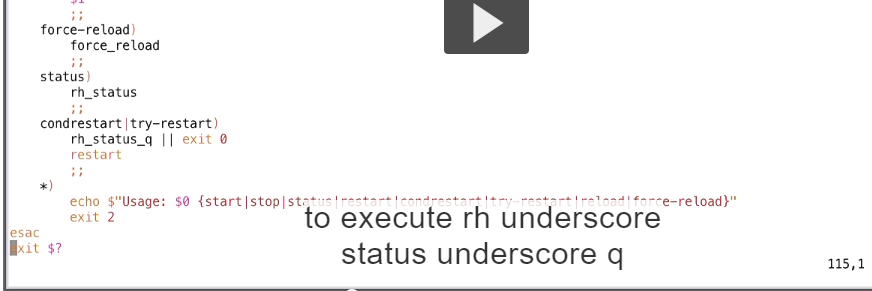 $1
;;
force-reload)
force_reload
;;
status)
rh_status
;;
condrestart|try-restart)
rh_status_q || exit 0
restart
;;
*)
echo $"Usage: $0 {start|stop|status|restart|condrestart|try-restart|reload|force-reload}"
exit 2
to execute rh underscore
status underscore q
esac
exit $?
115,1